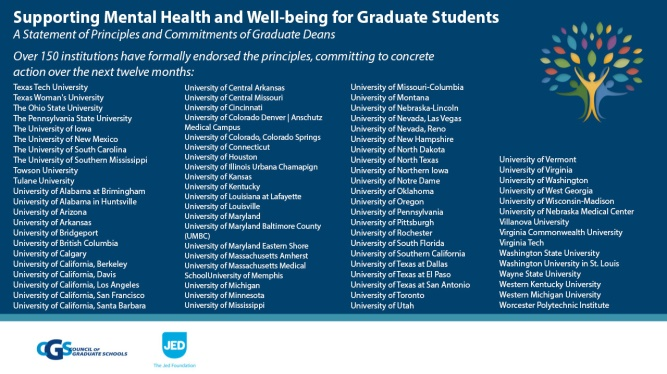 Supporting Mental Health and Well-being for Graduate Students
A Statement of Principles and Commitments of Graduate Deans
Over 150 institutions have formally endorsed the principles, committing to concrete
action over the next twelve months:
Texas Tech University
Texas Woman's University
The Ohio State University
The Pennsylvania State University
The University of Iowa
The University of New Mexico
The University of South Carolina
The University of Southern Mississippi
Towson University
Tulane University
University of Alabama at Brimingham
University of Alabama in Huntsville
University of Arizona
University of Arkansas
University of Bridgeport
University of British Columbia
University of Calgary
University of California, Berkeley
University of California, Davis
University of California, Los Angeles
University of California, San Francisco
University of California, Santa Barbara
University of Central Arkansas
University of Central Missouri
University of Cincinnati
University of Colorado Denver | Anschutz
Medical Campus
University of Colorado, Colorado Springs
University of Connecticut
University of Houston
University of Illinois Urbana Chamapign
University of Kansas
University of Kentucky
University of Louisiana at Lafayette
University of Louisville
University of Maryland
University of Maryland Baltimore County
(UMBC)
University of Maryland Eastern Shore
University of Massachusetts Amherst
University of Massachusetts Medical
SchoolUniversity of Memphis
University of Michigan
University of Minnesota
University of Mississippi
University of Missouri-Columbia
University of Montana
University of Nebraska-Lincoln
University of Nevada, Las Vegas
University of Nevada, Reno
University of New Hampshire
University of North Dakota
University of North Texas
University of Northern Iowa
University of Notre Dame
University of Oklahoma
University of Oregon
University of Pennsylvania
University of Pittsburgh
University of Rochester
University of South Florida
University of Southern California
University of Texas at Dallas
University of Texas at El Paso
University of Texas at San Antonio
University of Toronto
University of Utah
University of Vermont
University of Virginia
University of Washington
University of West Georgia
University of Wisconsin-Madison
University of Nebraska Medical Center
Villanova University
Virginia Commonwealth University
Virginia Tech
Washington State University
Washington University in St. Louis
Wayne State University
Western Kentucky University
Western Michigan University
Worcester Polytechnic Institute
CGS COUNCIL OF
GRADUATE SCHOOLS
JED
The Jed Foundation